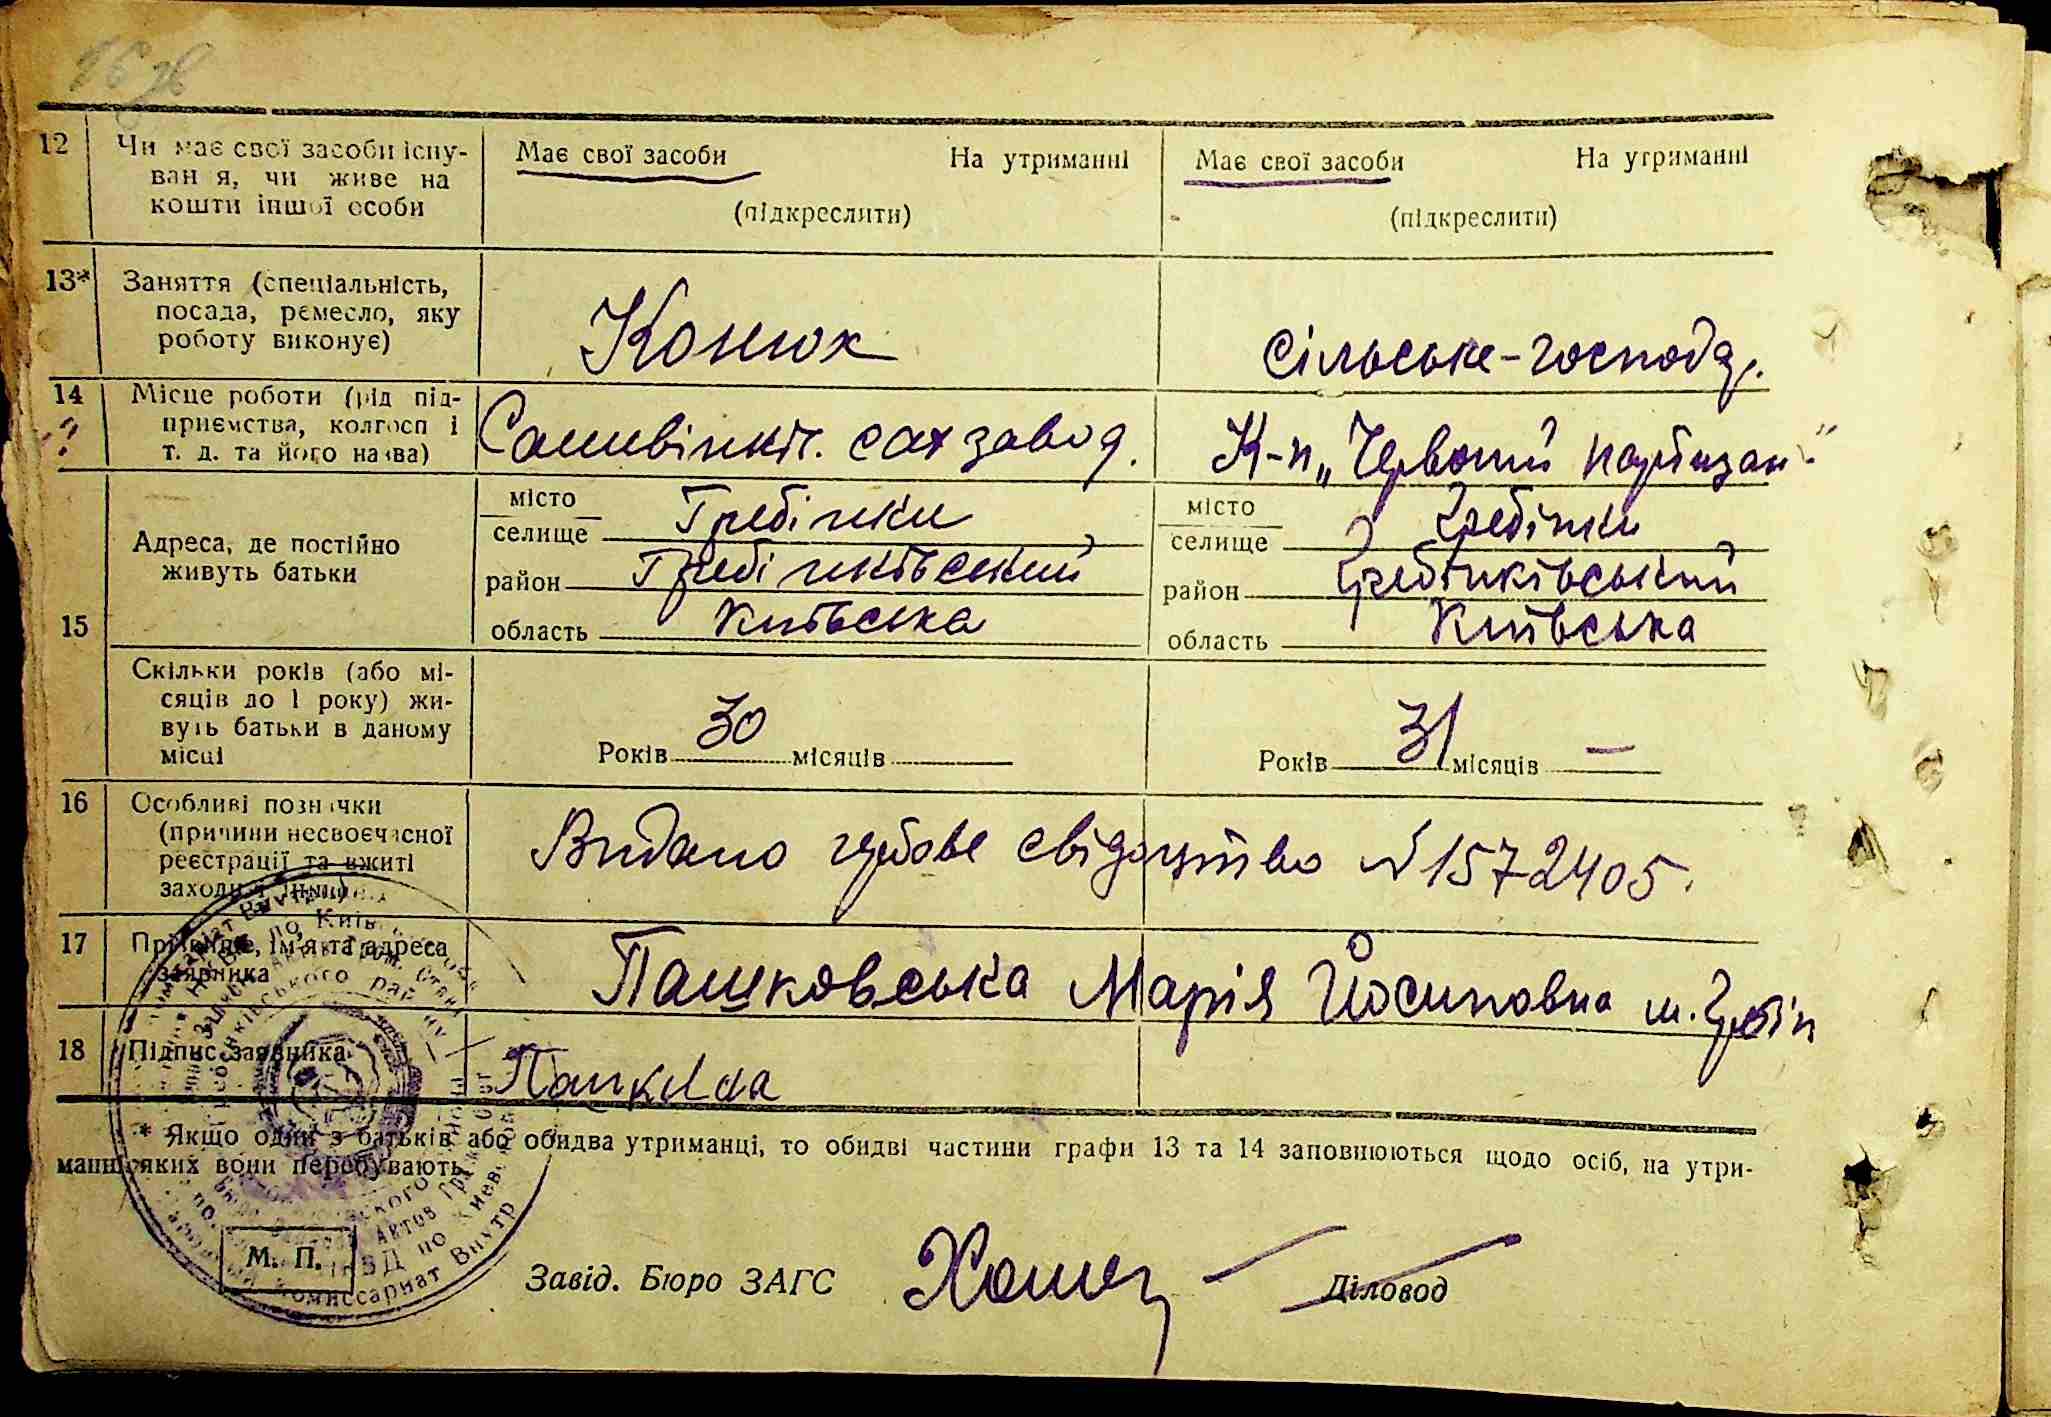 12 Чи має свої засоби існу-
ван я, чи живе на
кошти іншої особи
Має свої засоби На утриманні
(підкреслити)
Має свої засоби На утриманні
(підкреслити)
13* Заняття (спеціальність,
посада, ремесло, яку
роботу виконує)
Конюх
Сільське-господ.
14 Місце роботи (рід під-
приємства, колгосп і
т. д. та його назва)
сахзавод.
К-п „Червоний партизан"
15 Адреса, де постійно
живуть батьки
місто
селище Гребінки
район Гребінківський
область Київська
місто
селище Гребінки
район Гребінківський
область Київська
Скільки років (або мі-
сяців до 1 року) жи-
вуть батьки в даному
місці
Років 30 місяців
Років 31 місяців —
16 Особливі познічки
(причини несвоєчасної
реєстрації та вжиті
заходи й інше)
Видано гербове свідоцтво №1572405.
17 Прізвище, ім'я та адреса
заявника
Пашковська Марія Йосиповна м. Гребін
18 Підпис заявника
* Якщо один з батьків або обидва утриманці, то обидві частини графи 13 та 14 заповнюються щодо осіб, на утри-
манні яких вони перебувають.
М. П.
Завід. Бюро ЗАГС
Діловод